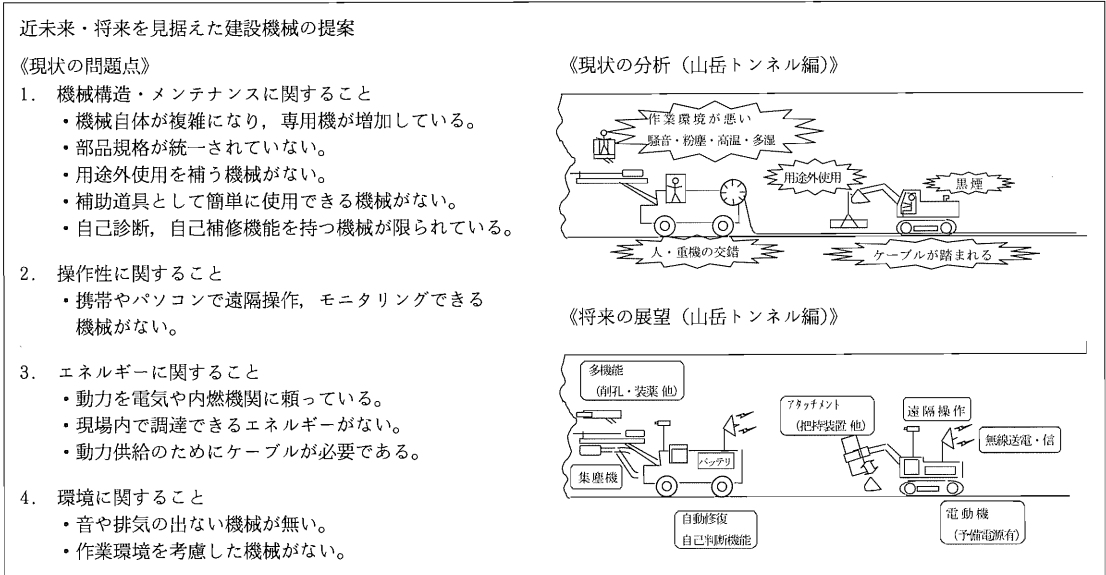 近未来・将来を見据えた建設機械の提案
《現状の問題点》
1. 機械構造・メンテナンスに関すること
・機械自体が複雑になり，専用機が増加している。
・部品規格が統一されていない。
・用途外使用を補う機械がない。
・補助道具として簡単に使用できる機械がない。
・自己診断，自己補修機能を持つ機械が限られている。
2. 操作性に関すること
・携帯やパソコンで遠隔操作，モニタリングできる
機械がない。
3. エネルギーに関すること
・動力を電気や内燃機関に頼っている。
・現場内で調達できるエネルギーがない。
・動力供給のためにケーブルが必要である。
4. 環境に関すること
・音や排気の出ない機械が無い。
・作業環境を考慮した機械がない。
《現状の分析（山岳トンネル編）》
作業環境が悪い
騒音・粉塵・高温・多湿
用途外使用
黒煙
人・重機の交錯
ケーブルが踏まれる
《将来の展望（山岳トンネル編）》
多機能
（削孔・装薬 他）
アタッチメント
（把持装置 他）
遠隔操作
無線送電・信
バッテリ
集塵機
自動修復
自己判断機能
電動機
（予備電源有）